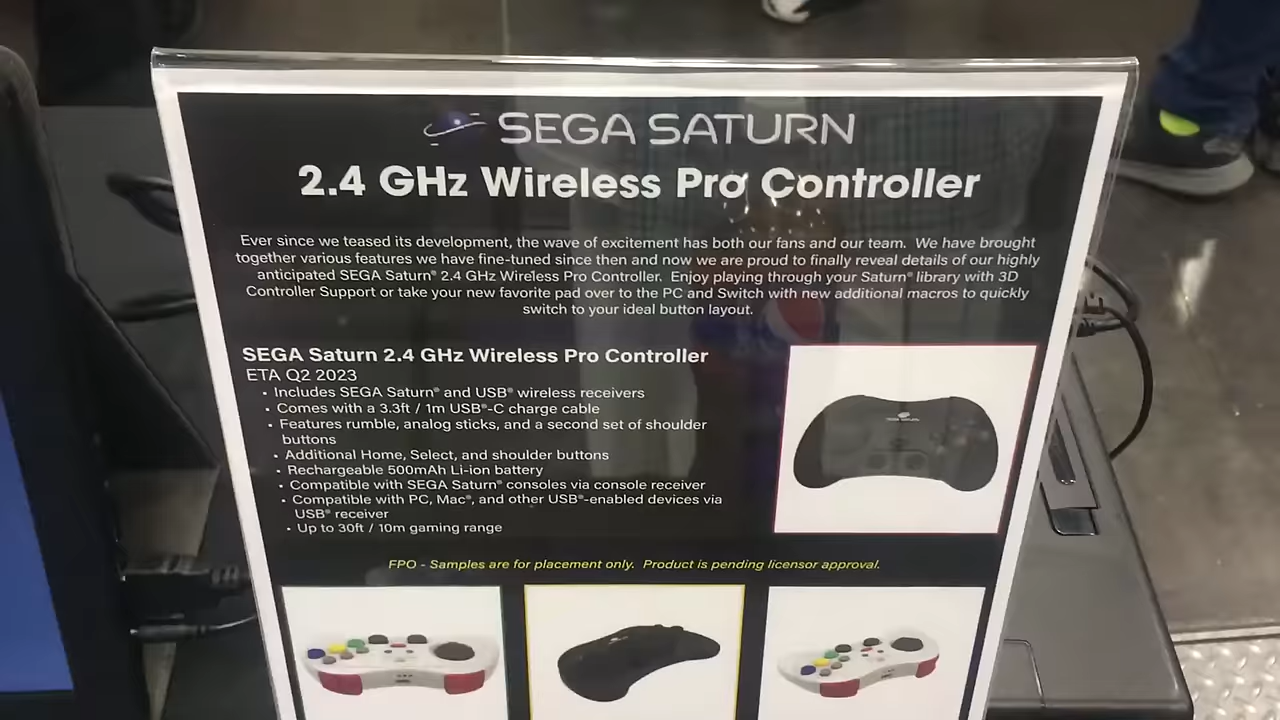 SEGA SATURN
2.4 GHz Wireless Pro Controller
Ever since we teased its development, the wave of excitement has both our fans and our team. We have brought
together various features we have fine-tuned since then and now we are proud to finally reveal details of our highly
anticipated SEGA Saturn® 2.4 GHz Wireless Pro Controller. Enjoy playing through your Saturn® library with 3D
Controller Support or take your new favorite pad over to the PC and Switch with new additional macros to quickly
switch to your ideal button layout.
SEGA Saturn 2.4 GHz Wireless Pro Controller
ETA Q2 2023
• Includes SEGA Saturn® and USB® wireless receivers
• Comes with a 3.3ft / 1m USB®-C charge cable
• Features rumble, analog sticks, and a second set of shoulder
buttons
• Additional Home, Select, and shoulder buttons
• Rechargeable 500mAh Li-ion battery
• Compatible with SEGA Saturn® consoles via console receiver
• Compatible with PC, Mac®, and other USB®-enabled devices via
USB® receiver
• Up to 30ft / 10m gaming range
FPO - Samples are for placement only. Product is pending licensor approval.